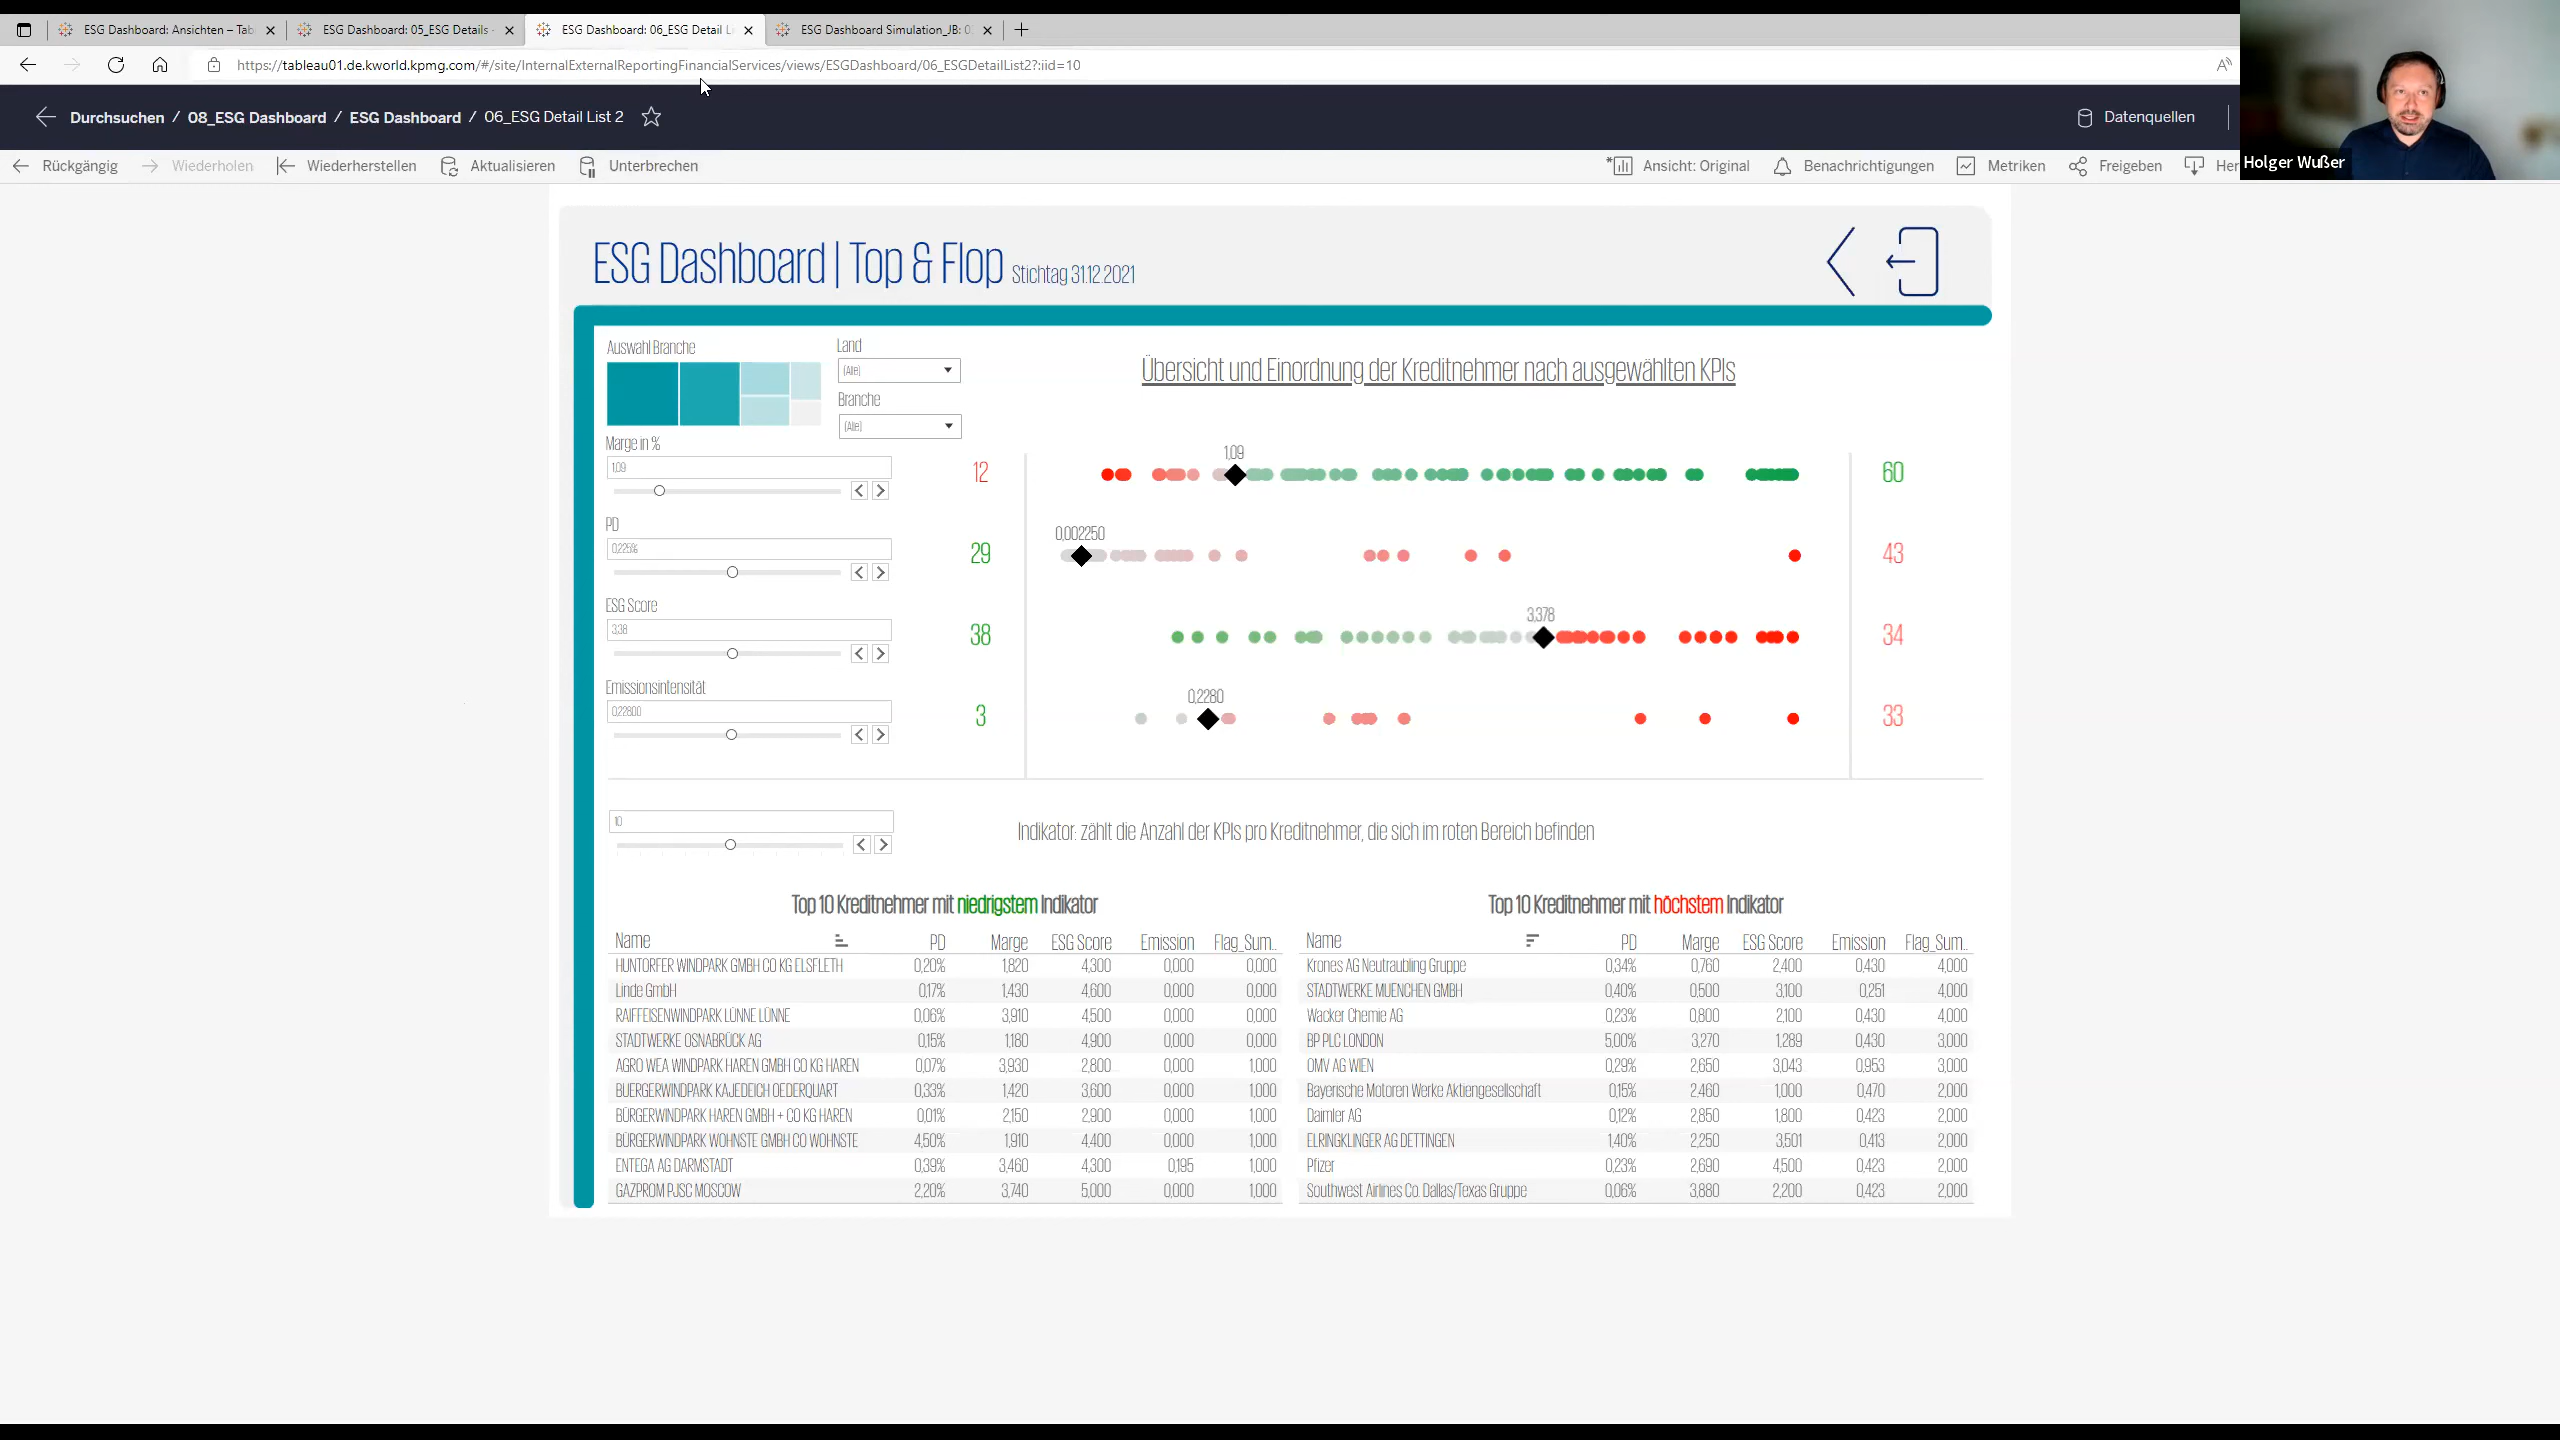 ESG Dashboard: Ansichten – Tab
ESG Dashboard: 05_ESG Details -
ESG Dashboard: 06_ESG Detail L
ESG Dashboard Simulation_JB: 0
https://tableau01.de.kworld.kpmg.com/#/site/InternalExternalReportingFinancialServices/views/ESGDashboard/06_ESGDetailList2?:iid=10
Durchsuchen / 08_ESG Dashboard / ESG Dashboard / 06_ESG Detail List 2
Datenquellen
Holger Wußer
Rückgängig Wiederholen Wiederherstellen Aktualisieren Unterbrechen
Ansicht: Original Benachrichtigungen Metriken Freigeben Her
ESG Dashboard | Top & Flop Stichtag 31.12.2021
Auswahl Branche
Land
(Alle)
Branche
(Alle)
Übersicht und Einordnung der Kreditnehmer nach ausgewählten KPIs
Marge in %
1,09
12 1,09 60
PD
0,225%
29 0,002250 43
ESG Score
3,38
38 3,378 34
Emissionsintensität
0,22800
3 0,2280 33
10
Indikator: zählt die Anzahl der KPIs pro Kreditnehmer, die sich im roten Bereich befinden
Top 10 Kreditnehmer mit niedrigstem Indikator
Name PD Marge ESG Score Emission Flag_Sum..
HUNTORFER WINDPARK GMBH CO KG ELSFLETH 0,20% 1,820 4,300 0,000 0,000
Linde GmbH 0,17% 1,430 4,600 0,000 0,000
RAIFFEISENWINDPARK LÜNNE LÜNNE 0,06% 3,910 4,500 0,000 0,000
STADTWERKE OSNABRÜCK AG 0,15% 1,180 4,900 0,000 0,000
AGRO WEA WINDPARK HAREN GMBH CO KG HAREN 0,07% 3,930 2,800 0,000 1,000
BUERGERWINDPARK KAJEDEICH OEDERQUART 0,33% 1,420 3,600 0,000 1,000
BÜRGERWINDPARK HAREN GMBH + CO KG HAREN 0,01% 2,150 2,900 0,000 1,000
BÜRGERWINDPARK WOHNSTE GMBH CO WOHNSTE 4,50% 1,910 4,400 0,000 1,000
ENTEGA AG DARMSTADT 0,39% 3,460 4,300 0,195 1,000
GAZPROM PJSC MOSCOW 2,20% 3,740 5,000 0,000 1,000
Top 10 Kreditnehmer mit höchstem Indikator
Name PD Marge ESG Score Emission Flag_Sum..
Krones AG Neutraubling Gruppe 0,34% 0,760 2,400 0,430 4,000
STADTWERKE MUENCHEN GMBH 0,40% 0,500 3,100 0,251 4,000
Wacker Chemie AG 0,23% 0,800 2,100 0,430 4,000
BP PLC LONDON 5,00% 3,270 1,289 0,430 3,000
OMV AG WIEN 0,29% 2,650 3,043 0,953 3,000
Bayerische Motoren Werke Aktiengesellschaft 0,15% 2,460 1,000 0,470 2,000
Daimler AG 0,12% 2,850 1,800 0,423 2,000
ELRINGKLINGER AG DETTINGEN 1,40% 2,250 3,501 0,413 2,000
Pfizer 0,23% 2,690 4,500 0,423 2,000
Southwest Airlines Co. Dallas/Texas Gruppe 0,06% 3,880 2,200 0,423 2,000